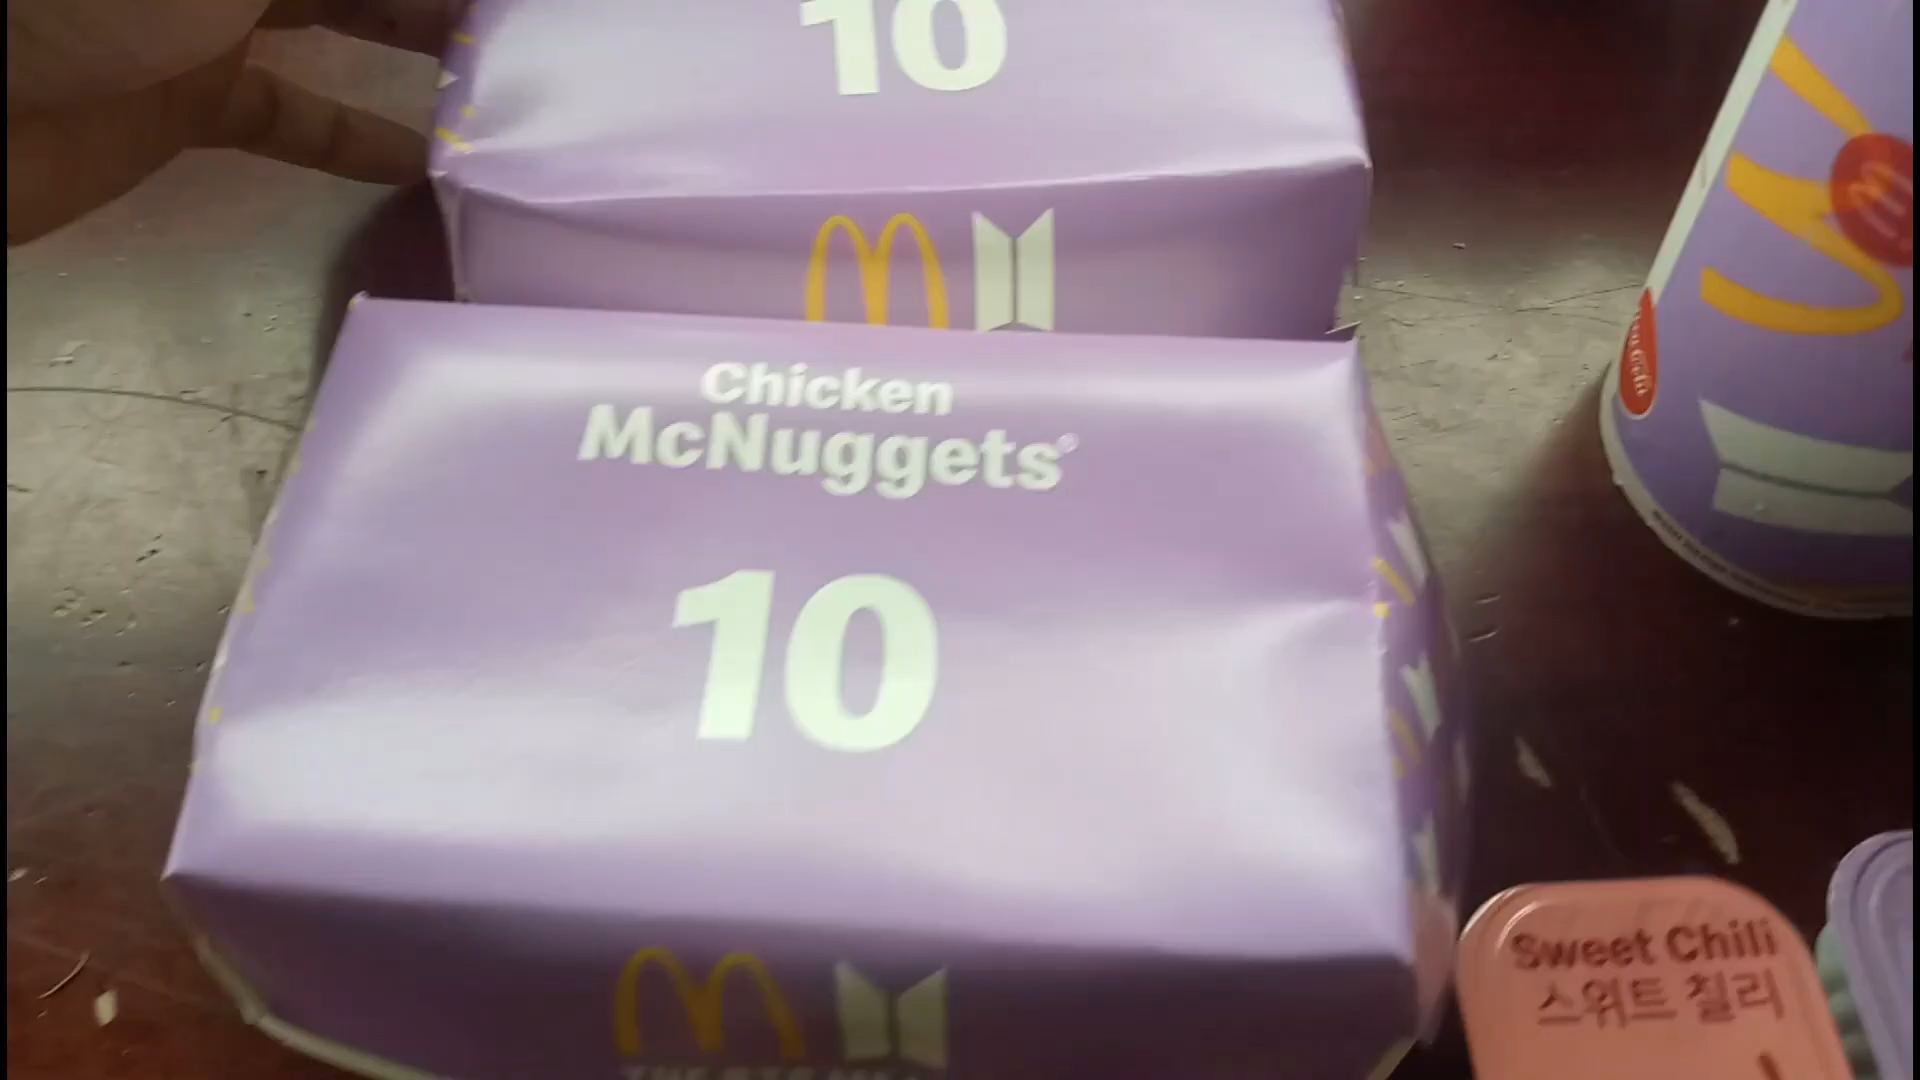 10
Chicken
McNuggets®
10
Sweet Chili
스위트 칠리